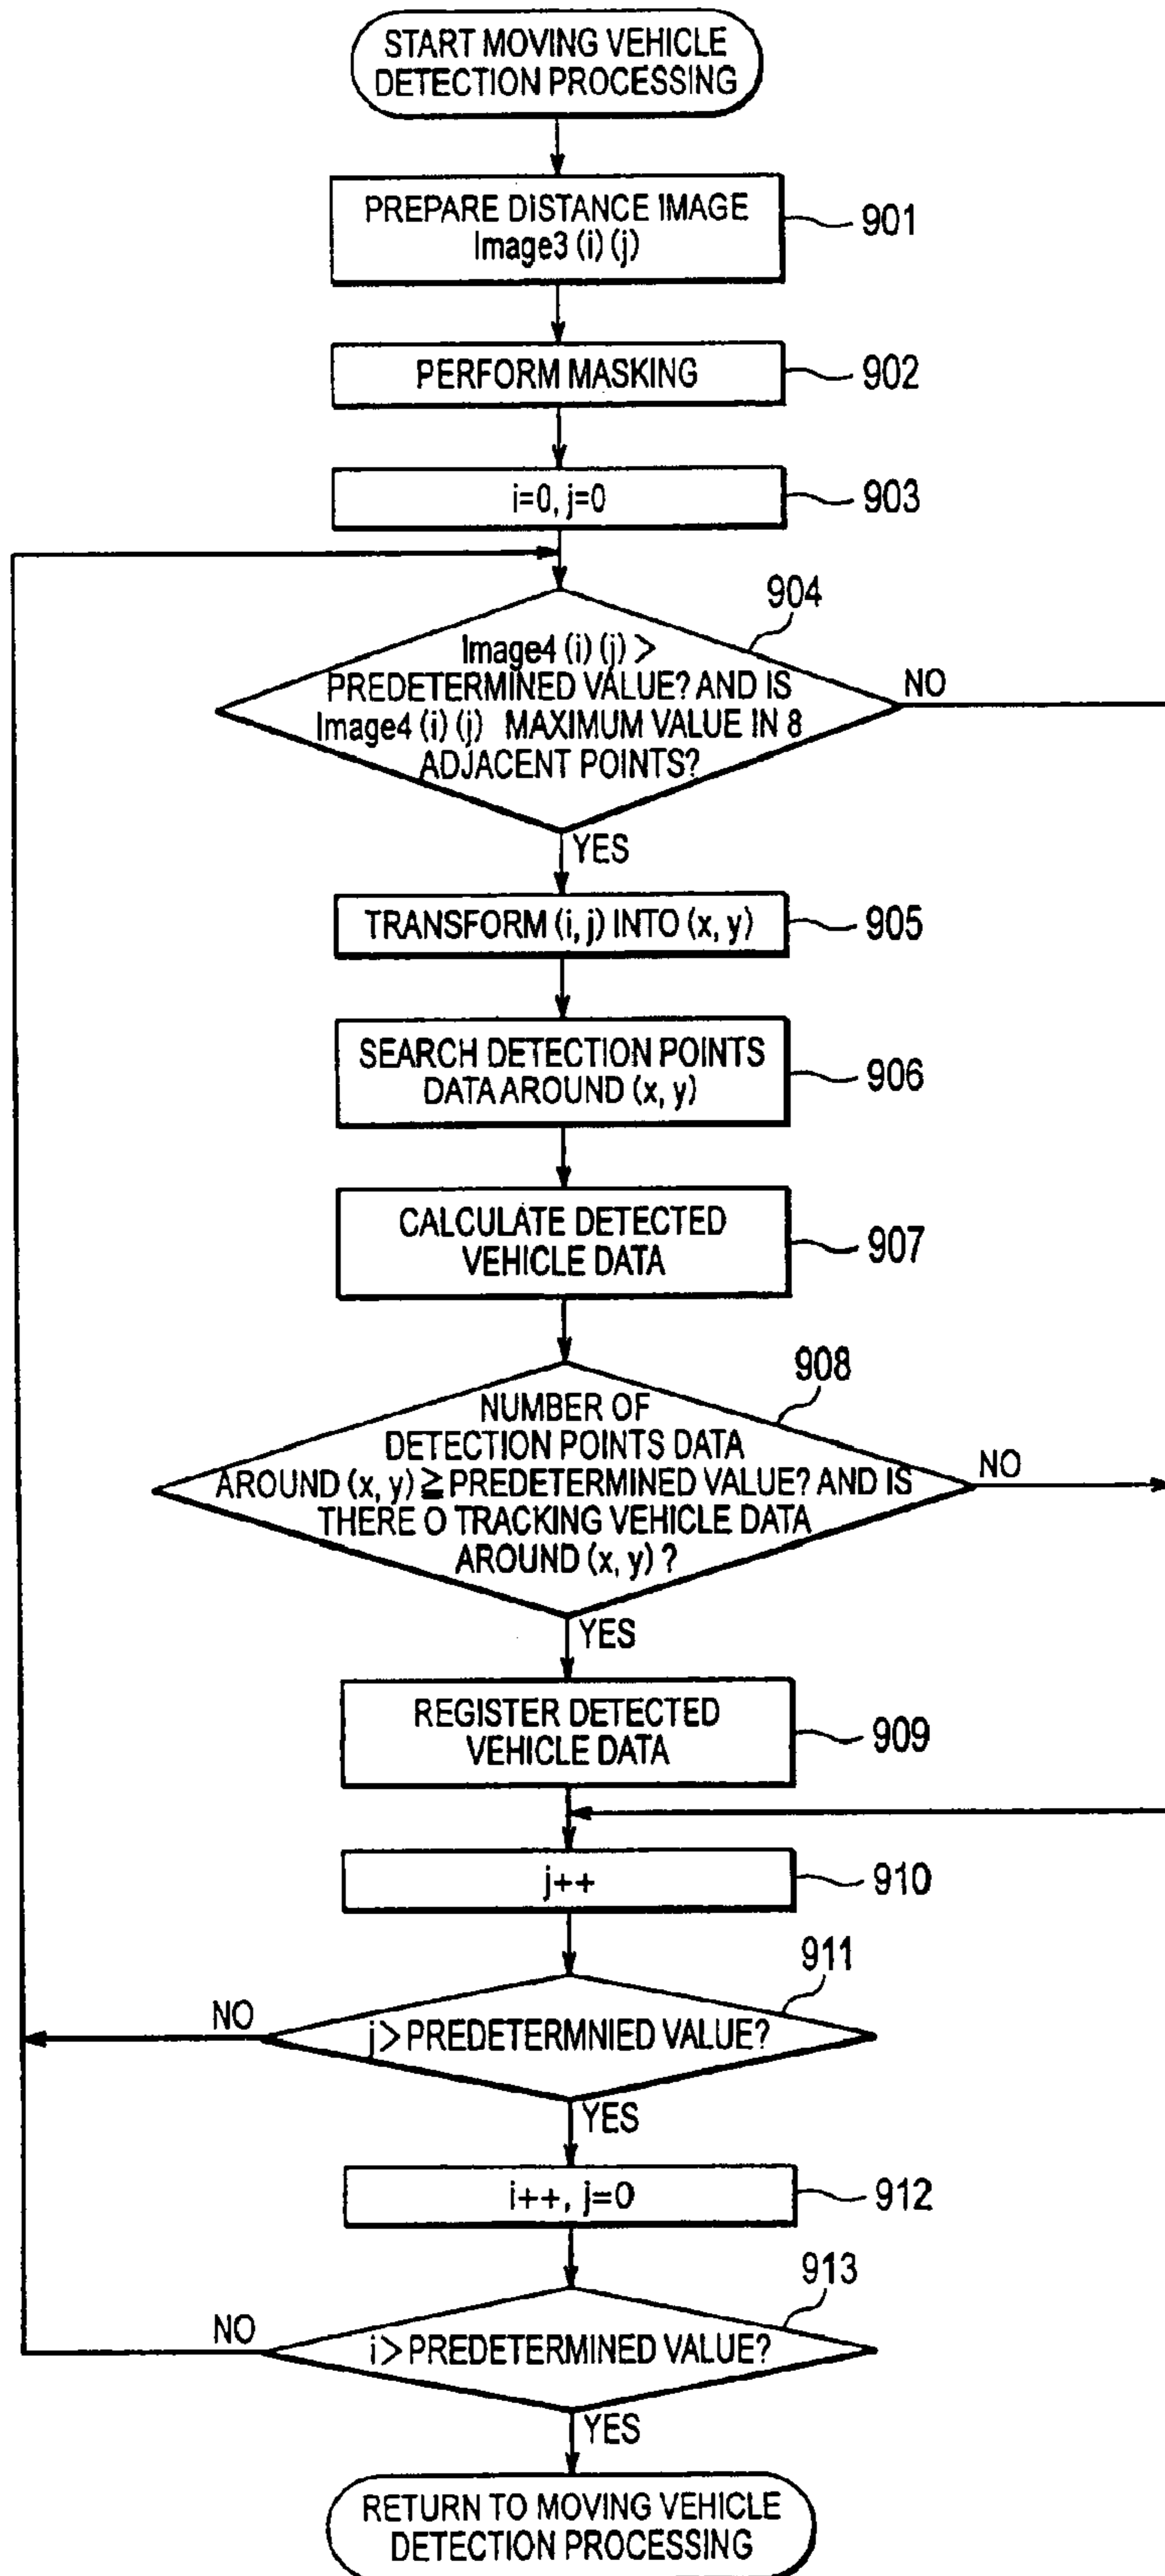 START MOVING VEHICLE
DETECTION PROCESSING
PREPARE DISTANCE IMAGE
Image3 (i) (j)
901
PERFORM MASKING
902
i=0, j=0
903
904
Image4 (i) (j) >
PREDETERMINED VALUE? AND IS
Image4 (i) (j) MAXIMUM VALUE IN 8
ADJACENT POINTS?
NO
YES
TRANSFORM (i, j) INTO (x, y)
905
SEARCH DETECTION POINTS
DATA AROUND (x, y)
906
CALCULATE DETECTED
VEHICLE DATA
907
908
NUMBER OF
DETECTION POINTS DATA
AROUND (x, y) ≧ PREDETERMINED VALUE? AND IS
THERE O TRACKING VEHICLE DATA
AROUND (x, y) ?
NO
YES
REGISTER DETECTED
VEHICLE DATA
909
j++
910
911
j > PREDETERMNIED VALUE?
NO
YES
i++, j=0
912
913
i > PREDETERMINED VALUE?
NO
YES
RETURN TO MOVING VEHICLE
DETECTION PROCESSING